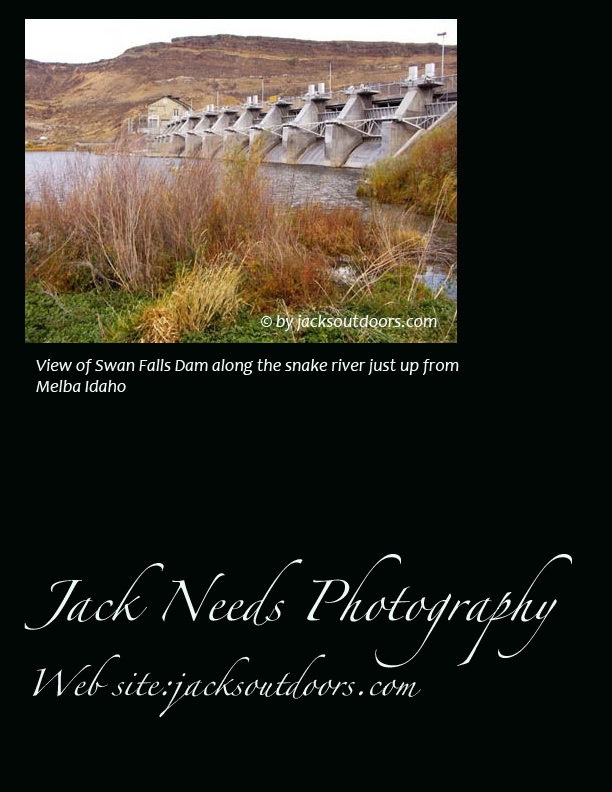 © by jacksoutdoors.com
View of Swan Falls Dam along the snake river just up from
Melba Idaho
Jack Needs Photography
Web site:jacksoutdoors.com